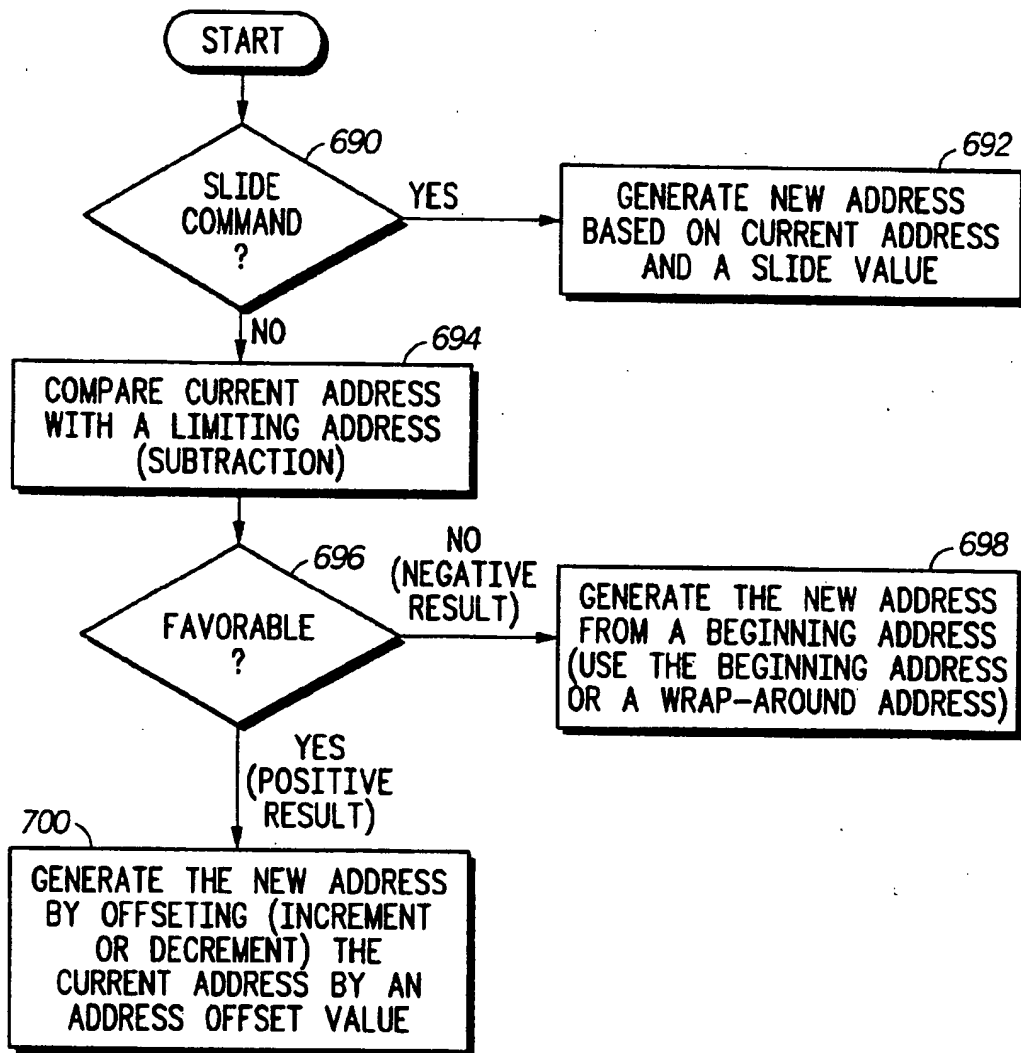 START
690
SLIDE
COMMAND
?
YES
692
GENERATE NEW ADDRESS
BASED ON CURRENT ADDRESS
AND A SLIDE VALUE
NO
694
COMPARE CURRENT ADDRESS
WITH A LIMITING ADDRESS
(SUBTRACTION)
696
FAVORABLE
?
NO
(NEGATIVE
RESULT)
698
GENERATE THE NEW ADDRESS
FROM A BEGINNING ADDRESS
(USE THE BEGINNING ADDRESS
OR A WRAP-AROUND ADDRESS)
YES
(POSITIVE
RESULT)
700
GENERATE THE NEW ADDRESS
BY OFFSETING (INCREMENT
OR DECREMENT) THE
CURRENT ADDRESS BY AN
ADDRESS OFFSET VALUE